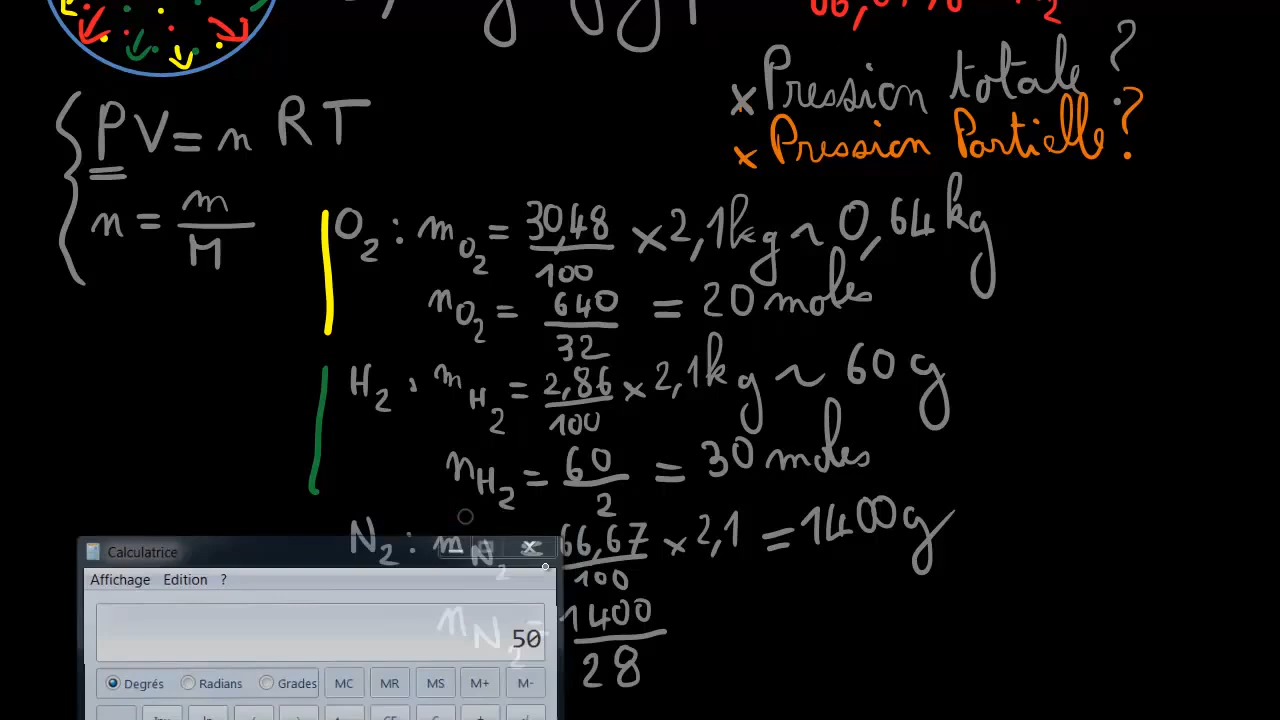 × Pression totale ?
× Pression Partielle ?
PV = n RT
n = m/M
O₂ : mO₂ = 30,48/100 × 2,1kg ~ 0,64kg
nO₂ = 640/32 = 20 moles
H₂ : mH₂ = 2,86/100 × 2,1kg ~ 60 g
nH₂ = 60/2 = 30 moles
N₂ : mN₂ 66,67/100 × 2,1 = 1400g
nN₂ = 1400/28
Calculatrice
Affichage Edition ?
50
Degrés Radians Grades MC MR MS M+ M-